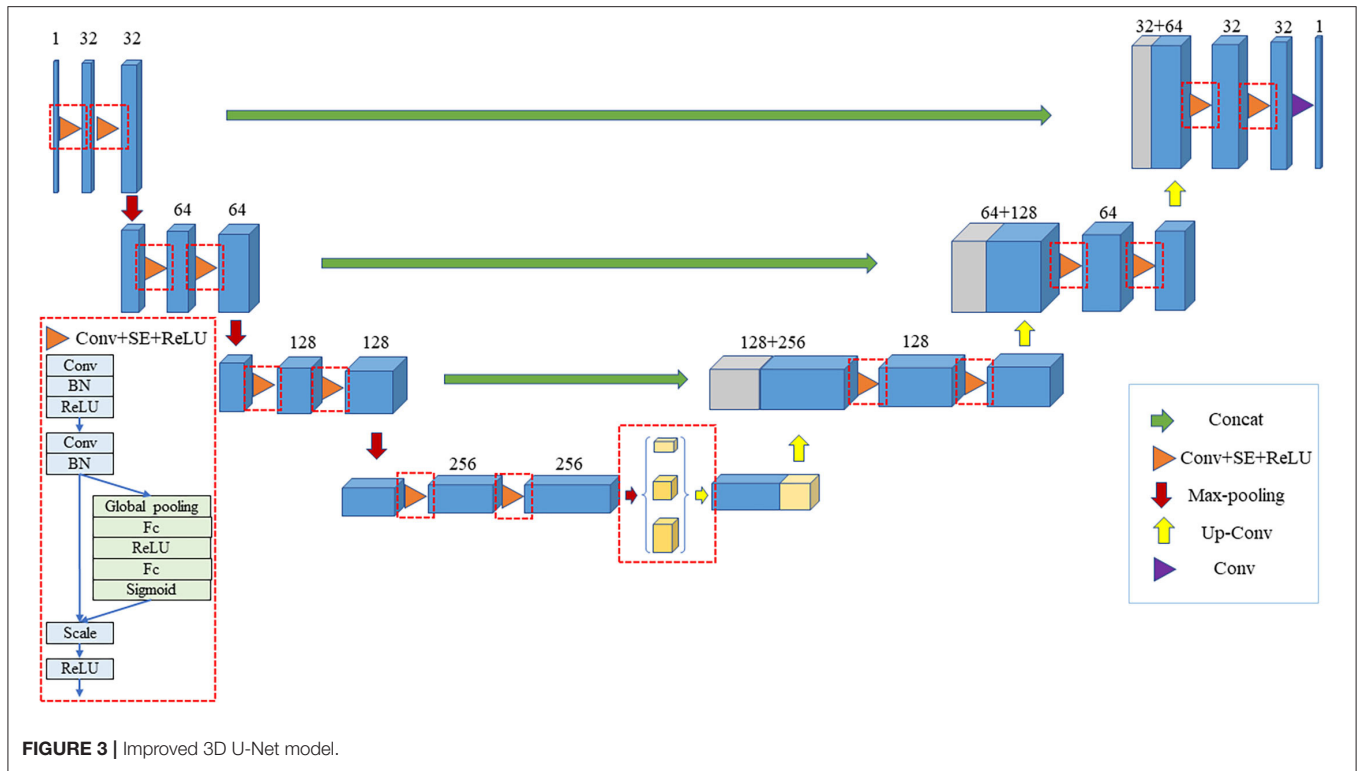 1 32 32
32+64 32 32 1
64 64
64+128 64
128 128
128+256 128
256 256
Conv+SE+ReLU
Conv
BN
ReLU
Conv
BN
Global pooling
Fc
ReLU
Fc
Sigmoid
Scale
ReLU
Concat
Conv+SE+ReLU
Max-pooling
Up-Conv
Conv
FIGURE 3 | Improved 3D U-Net model.